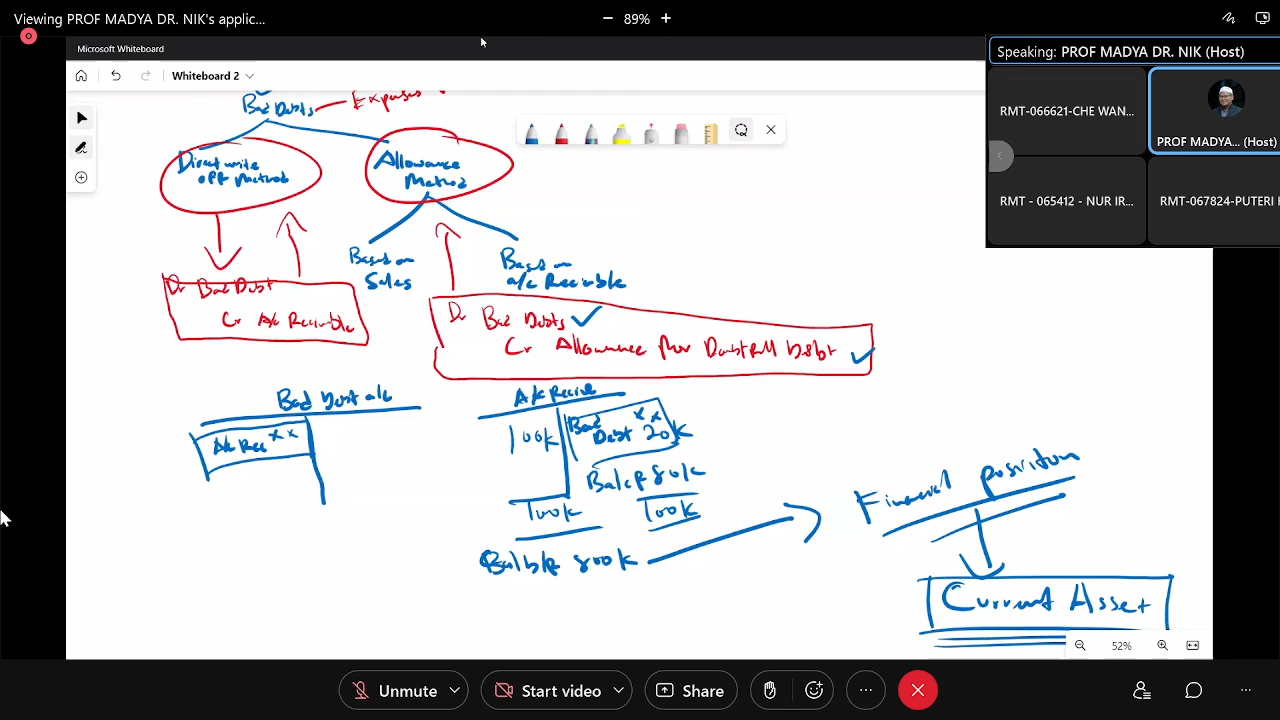 Viewing PROF MADYA DR. NIK's applic...
89%
Speaking: PROF MADYA DR. NIK (Host)
Microsoft Whiteboard
Whiteboard 2
RMT-066621-CHE WAN...
PROF MADYA... (Host)
RMT - 065412 - NUR IR...
RMT-067824-PUTERI
Bad Debts
Expenses
Direct write
off method
Allowance
Method
Based on
Sales
Based on
a/c Receivable
Dr Bad Debt
Cr A/c Receivable
Dr Bad Debts
Cr Allowance for Doubtful Debt
Bad Debt a/c
A/c Rec xx
A/c Receiv
100k
Bad
Debt 20k
xx
Bal c/f 80k
100k
100k
Bal b/f 800k
Financial position
Current Asset
52%
Unmute
Start video
Share